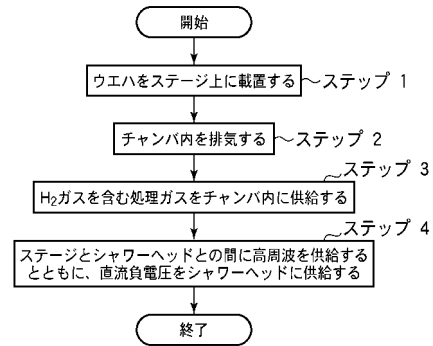 開始
ウエハをステージ上に載置する
ステップ 1
チャンバ内を排気する
ステップ 2
ステップ 3
H₂ガスを含む処理ガスをチャンバ内に供給する
ステップ 4
ステージとシャワーヘッドとの間に高周波を供給する
とともに、直流負電圧をシャワーヘッドに供給する
終了